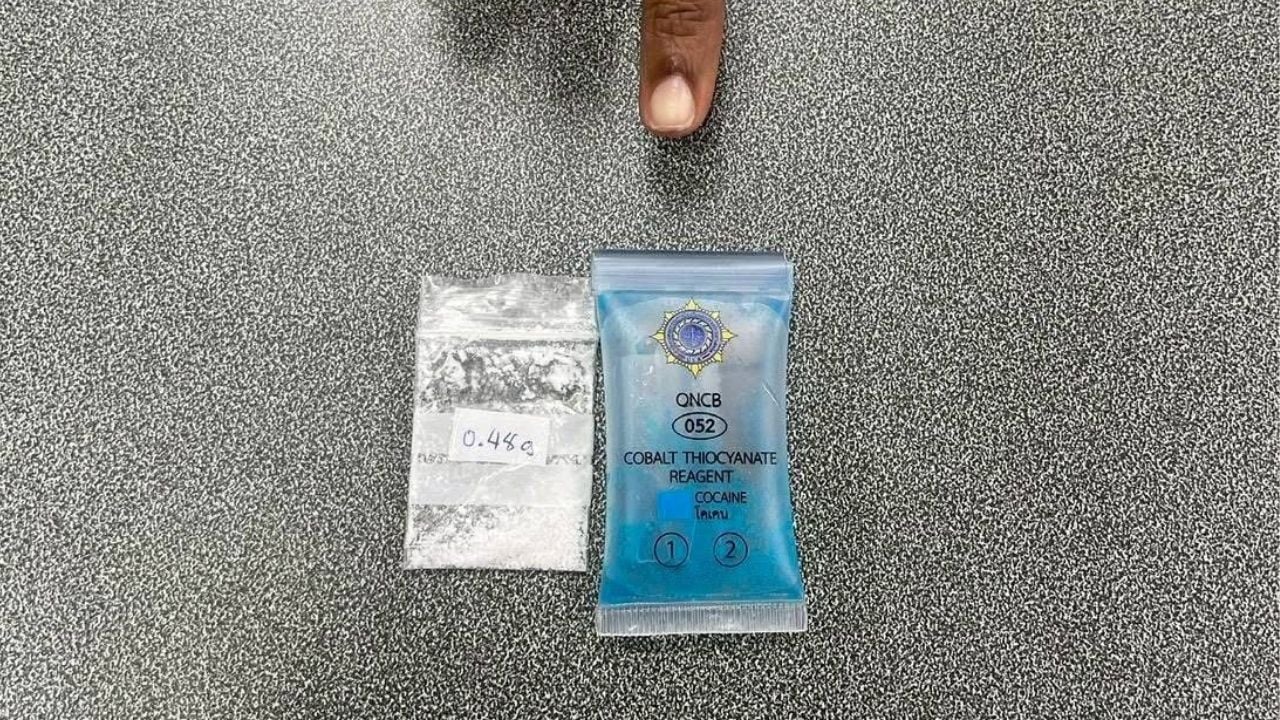 0.48g
ONCB
052
COBALT THIOCYANATE
REAGENT
COCAINE
โคเคน
1 2